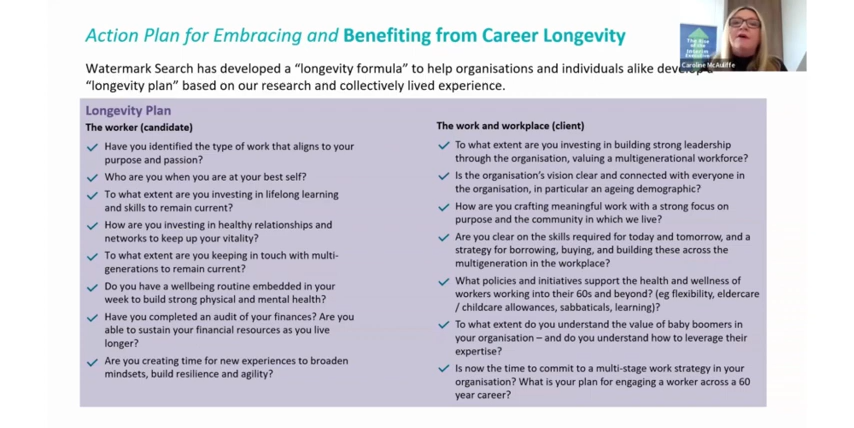 Action Plan for Embracing and Benefiting from Career Longevity
Watermark Search has developed a "longevity formula" to help organisations and individuals alike
"longevity plan" based on our research and collectively lived experience.
Longevity Plan
The worker (candidate)
✓ Have you identified the type of work that aligns to your
purpose and passion?
✓ Who are you when you are at your best self?
✓ To what extent are you investing in lifelong learning
and skills to remain current?
✓ How are you investing in healthy relationships and
networks to keep up your vitality?
✓ To what extent are you keeping in touch with multi-
generations to remain current?
✓ Do you have a wellbeing routine embedded in your
week to build strong physical and mental health?
✓ Have you completed an audit of your finances? Are you
able to sustain your financial resources as you live
longer?
✓ Are you creating time for new experiences to broaden
mindsets, build resilience and agility?
The work and workplace (client)
✓ To what extent are you investing in building strong leadership
through the organisation, valuing a multigenerational workforce?
✓ Is the organisation's vision clear and connected with everyone in
the organisation, in particular an ageing demographic?
✓ How are you crafting meaningful work with a strong focus on
purpose and the community in which we live?
✓ Are you clear on the skills required for today and tomorrow, and a
strategy for borrowing, buying, and building these across the
multigeneration in the workplace?
✓ What policies and initiatives support the health and wellness of
workers working into their 60s and beyond? (eg flexibility, eldercare
/ childcare allowances, sabbaticals, learning)?
✓ To what extent do you understand the value of baby boomers in
your organisation – and do you understand how to leverage their
expertise?
✓ Is now the time to commit to a multi-stage work strategy in your
organisation? What is your plan for engaging a worker across a 60
year career?
The Rise
of the
Interim
Executive
Caroline McAuliffe